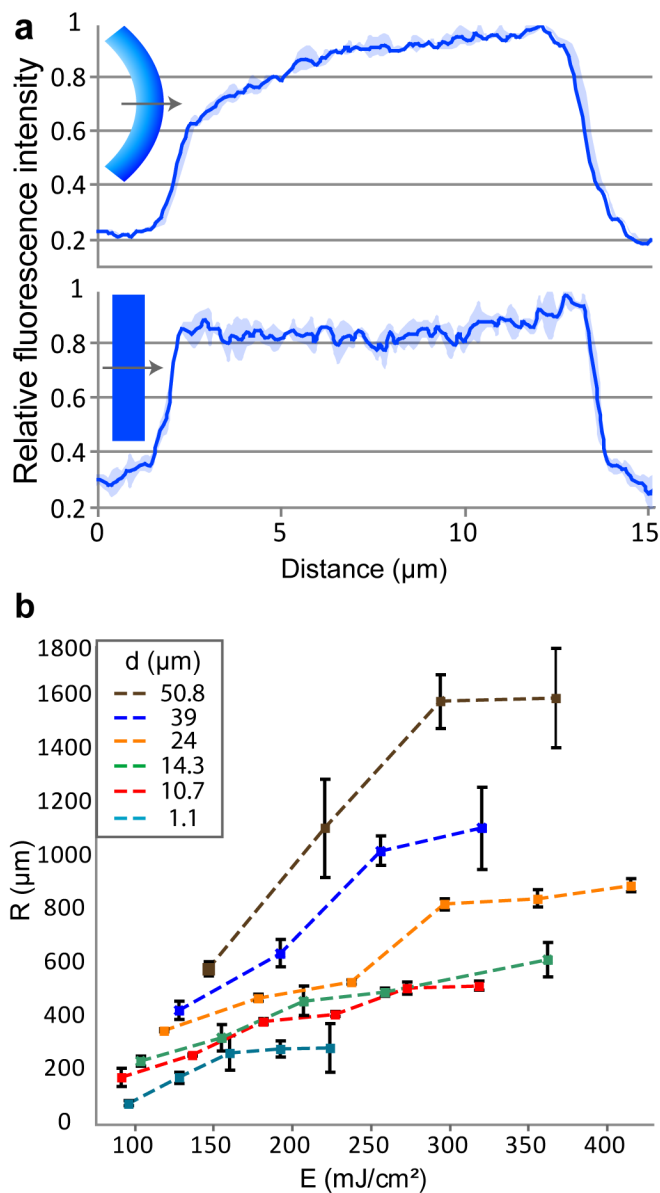 a
Relative fluorescence intensity
1
0.8
0.6
0.4
0.2
1
0.8
0.6
0.4
0.2
0 5 10 15
Distance (µm)
b
R (µm)
1800
1600
1400
1200
1000
800
600
400
200
0
d (µm)
50.8
39
24
14.3
10.7
1.1
100 150 200 250 300 350 400
E (mJ/cm²)